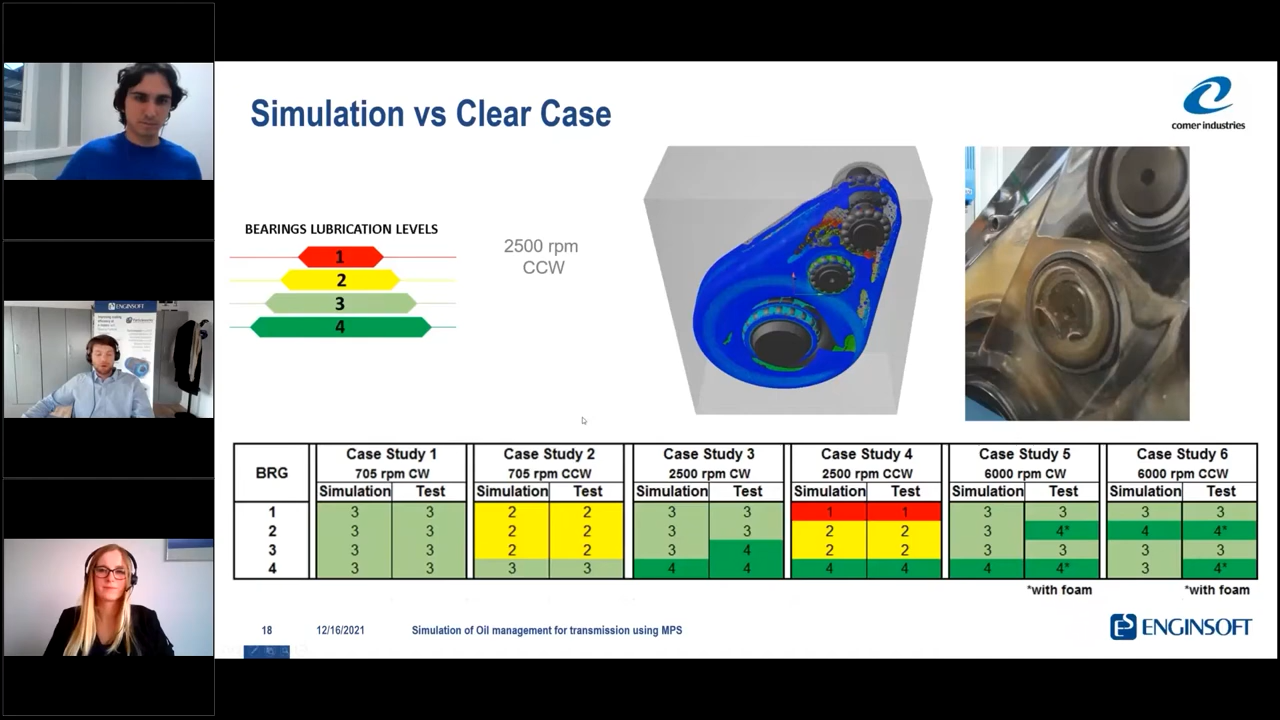 Simulation vs Clear Case
comer industries
BEARINGS LUBRICATION LEVELS
1
2
3
4
2500 rpm
CCW
BRG
Case Study 1
705 rpm CW
Case Study 2
705 rpm CCW
Case Study 3
2500 rpm CW
Case Study 4
2500 rpm CCW
Case Study 5
6000 rpm CW
Case Study 6
6000 rpm CCW
Simulation Test Simulation Test Simulation Test Simulation Test Simulation Test Simulation Test
1 3 3 2 2 3 3 1 1 3 3 3 3
2 3 3 2 2 3 3 2 2 3 4* 4 4*
3 3 3 2 2 3 4 2 2 3 3 3 3
4 3 3 3 3 4 4 4 4 4 4* 3 4*
*with foam *with foam
18 12/16/2021 Simulation of Oil management for transmission using MPS
ENGINSOFT
ENGINSOFT